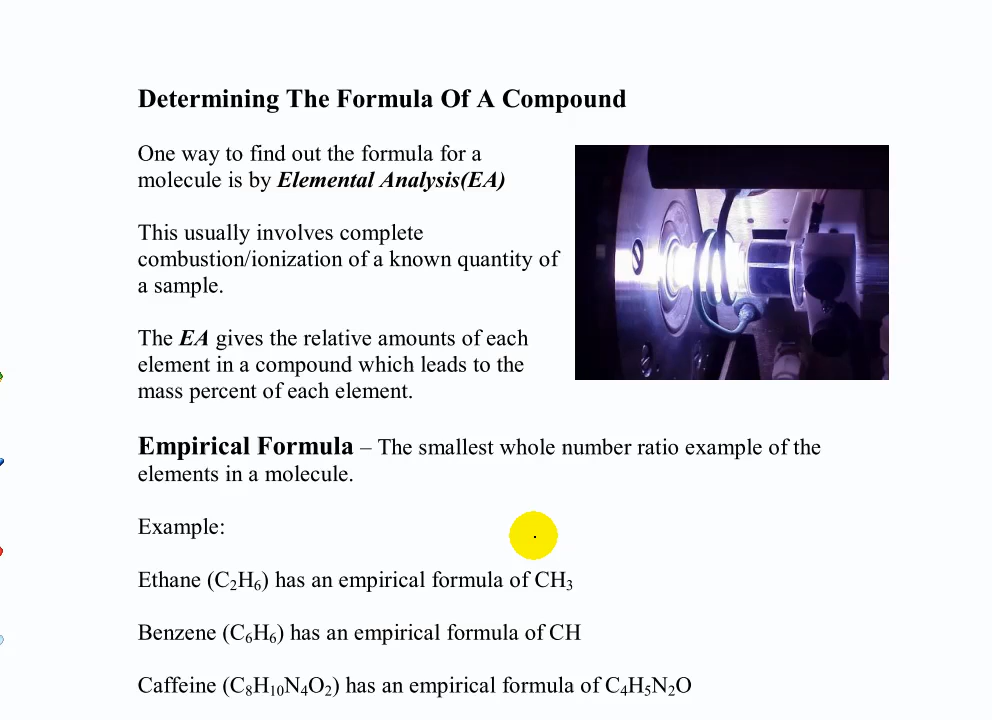 Determining The Formula Of A Compound
One way to find out the formula for a
molecule is by Elemental Analysis(EA)
This usually involves complete
combustion/ionization of a known quantity of
a sample.
The EA gives the relative amounts of each
element in a compound which leads to the
mass percent of each element.
Empirical Formula – The smallest whole number ratio example of the
elements in a molecule.
Example:
Ethane (C₂H₆) has an empirical formula of CH₃
Benzene (C₆H₆) has an empirical formula of CH
Caffeine (C₈H₁₀N₄O₂) has an empirical formula of C₄H₅N₂O